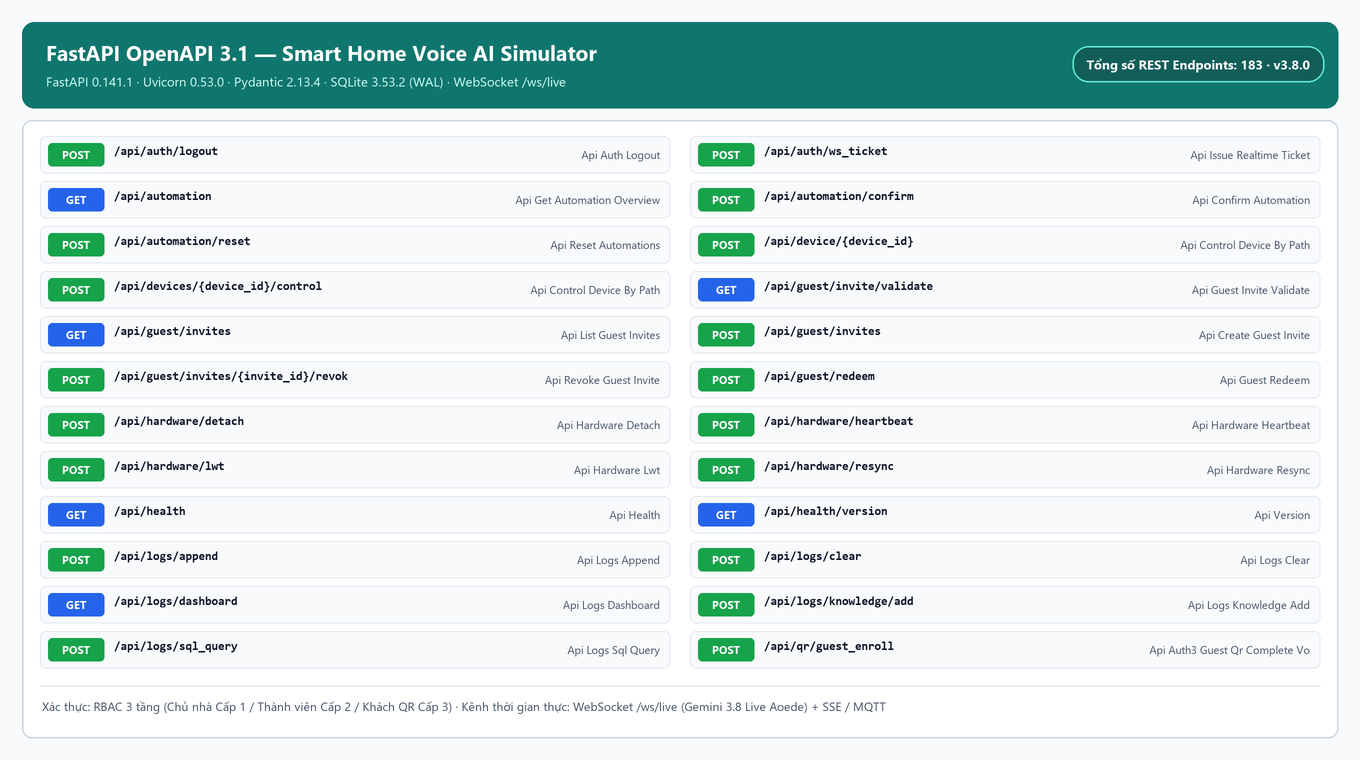 FastAPI OpenAPI 3.1 — Smart Home Voice AI Simulator
FastAPI 0.141.1 · Uvicorn 0.53.0 · Pydantic 2.13.4 · SQLite 3.53.2 (WAL) · WebSocket /ws/live
Tổng số REST Endpoints: 183 · v3.8.0
POST /api/auth/logout Api Auth Logout
POST /api/auth/ws_ticket Api Issue Realtime Ticket
GET /api/automation Api Get Automation Overview
POST /api/automation/confirm Api Confirm Automation
POST /api/automation/reset Api Reset Automations
POST /api/device/{device_id} Api Control Device By Path
POST /api/devices/{device_id}/control Api Control Device By Path
GET /api/guest/invite/validate Api Guest Invite Validate
GET /api/guest/invites Api List Guest Invites
POST /api/guest/invites Api Create Guest Invite
POST /api/guest/invites/{invite_id}/revok Api Revoke Guest Invite
POST /api/guest/redeem Api Guest Redeem
POST /api/hardware/detach Api Hardware Detach
POST /api/hardware/heartbeat Api Hardware Heartbeat
POST /api/hardware/lwt Api Hardware Lwt
POST /api/hardware/resync Api Hardware Resync
GET /api/health Api Health
GET /api/health/version Api Version
POST /api/logs/append Api Logs Append
POST /api/logs/clear Api Logs Clear
GET /api/logs/dashboard Api Logs Dashboard
POST /api/logs/knowledge/add Api Logs Knowledge Add
POST /api/logs/sql_query Api Logs Sql Query
POST /api/qr/guest_enroll Api Auth3 Guest Qr Complete Vo
Xác thực: RBAC 3 tầng (Chủ nhà Cấp 1 / Thành viên Cấp 2 / Khách QR Cấp 3) · Kênh thời gian thực: WebSocket /ws/live (Gemini 3.8 Live Aoede) + SSE / MQTT